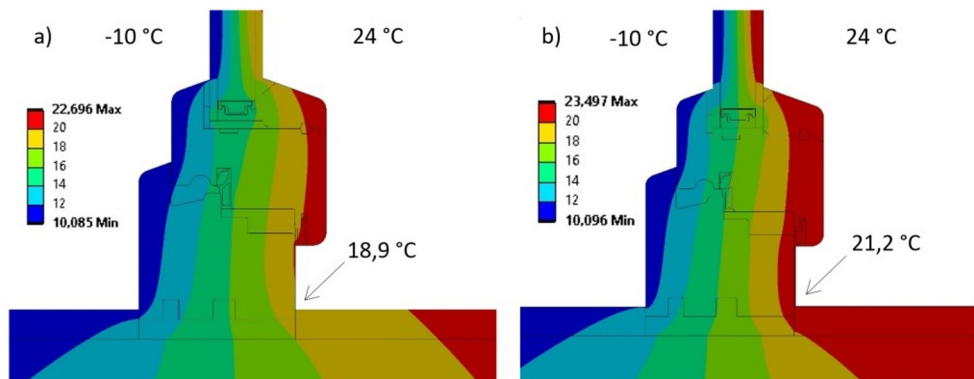 a) -10 °C 24 °C
22,696 Max
20
18
16
14
12
10,085 Min
18,9 °C
b) -10 °C 24 °C
23,497 Max
20
18
16
14
12
10,096 Min
21,2 °C